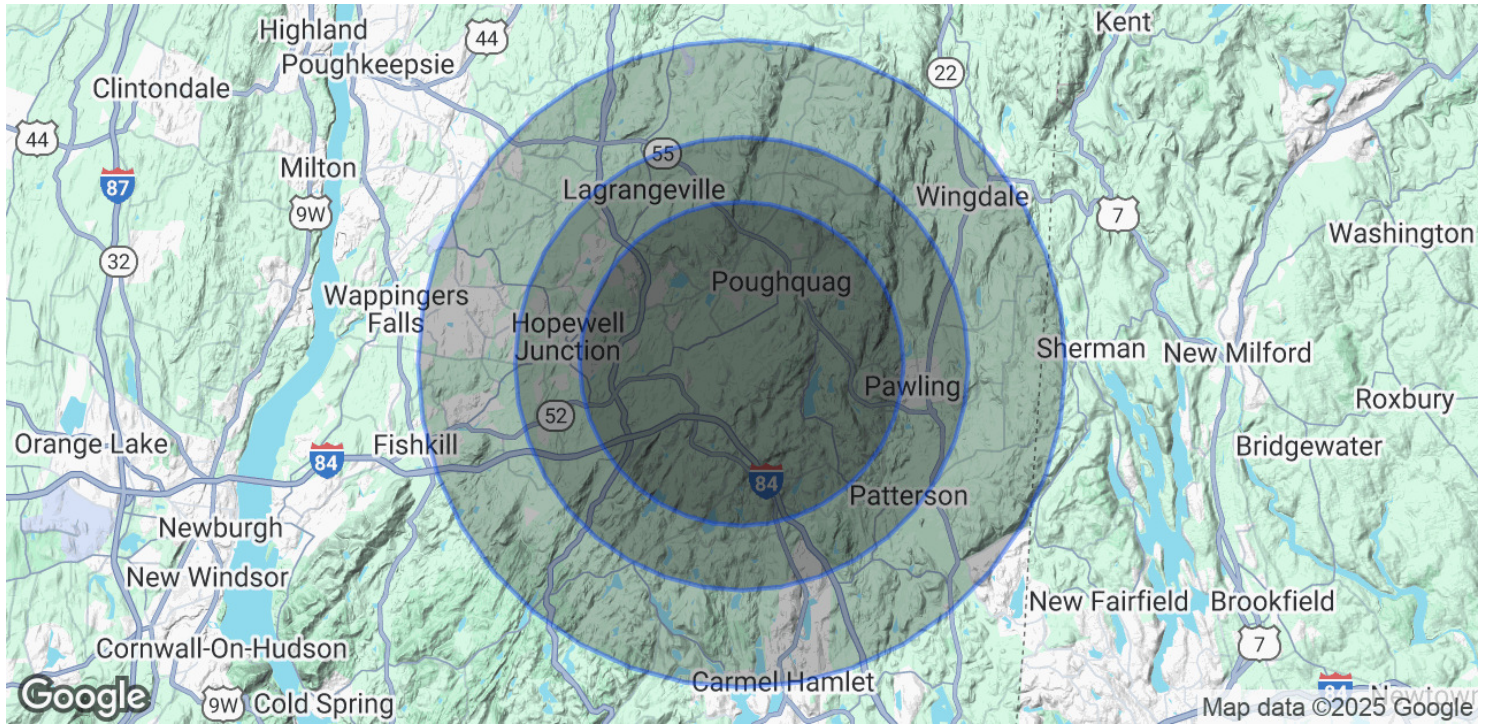 Kent
Highland
44
Poughkeepsie
22
Clintondale
44
55
Milton
87
Lagrangeville
Wingdale
9W
7
Washington
32
Poughquag
Wappingers
Falls
Hopewell
Junction
Sherman
New Milford
Pawling
Roxbury
52
Orange Lake
Fishkill
Bridgewater
84
84
Patterson
Newburgh
New Windsor
New Fairfield
Brookfield
7
Cornwall-On-Hudson
Carmel Hamlet
84
Newtown
Google
9W
Cold Spring
Map data ©2025 Google